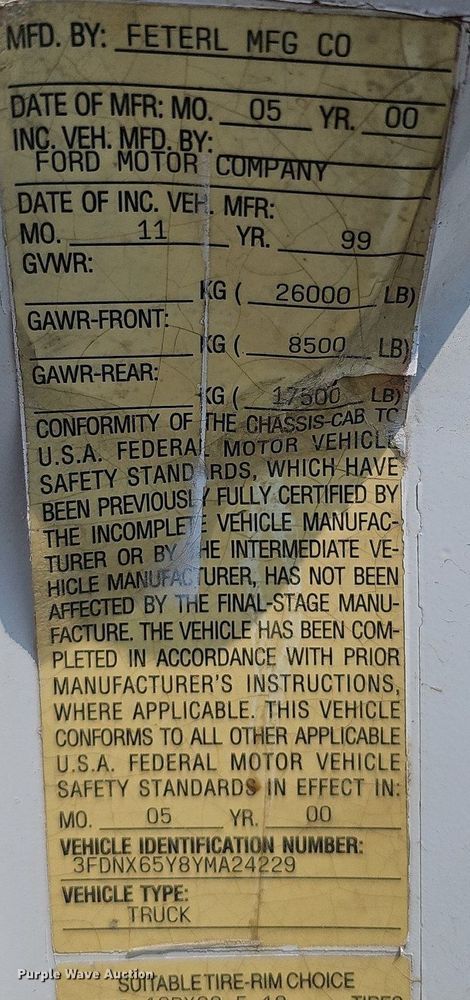 MFD. BY: FETERL MFG CO
DATE OF MFR: MO. 05 YR. 00
INC. VEH. MFD. BY:
FORD MOTOR COMPANY
DATE OF INC. VEH. MFR:
MO. 11 YR. 99
GVWR:
KG ( 26000 LB)
GAWR-FRONT:
KG ( 8500 LB)
GAWR-REAR:
KG ( 17500 LB)
CONFORMITY OF THE CHASSIS-CAB TO
U.S.A. FEDERAL MOTOR VEHICLE
SAFETY STANDARDS, WHICH HAVE
BEEN PREVIOUSLY FULLY CERTIFIED BY
THE INCOMPLETE VEHICLE MANUFAC-
TURER OR BY THE INTERMEDIATE VE-
HICLE MANUFACTURER, HAS NOT BEEN
AFFECTED BY THE FINAL-STAGE MANU-
FACTURE. THE VEHICLE HAS BEEN COM-
PLETED IN ACCORDANCE WITH PRIOR
MANUFACTURER'S INSTRUCTIONS,
WHERE APPLICABLE. THIS VEHICLE
CONFORMS TO ALL OTHER APPLICABLE
U.S.A. FEDERAL MOTOR VEHICLE
SAFETY STANDARDS IN EFFECT IN:
MO. 05 YR. 00
VEHICLE IDENTIFICATION NUMBER:
3FDNX65Y8YMA24229
VEHICLE TYPE:
TRUCK
Purple Wave Auction
SUITABLE TIRE-RIM CHOICE